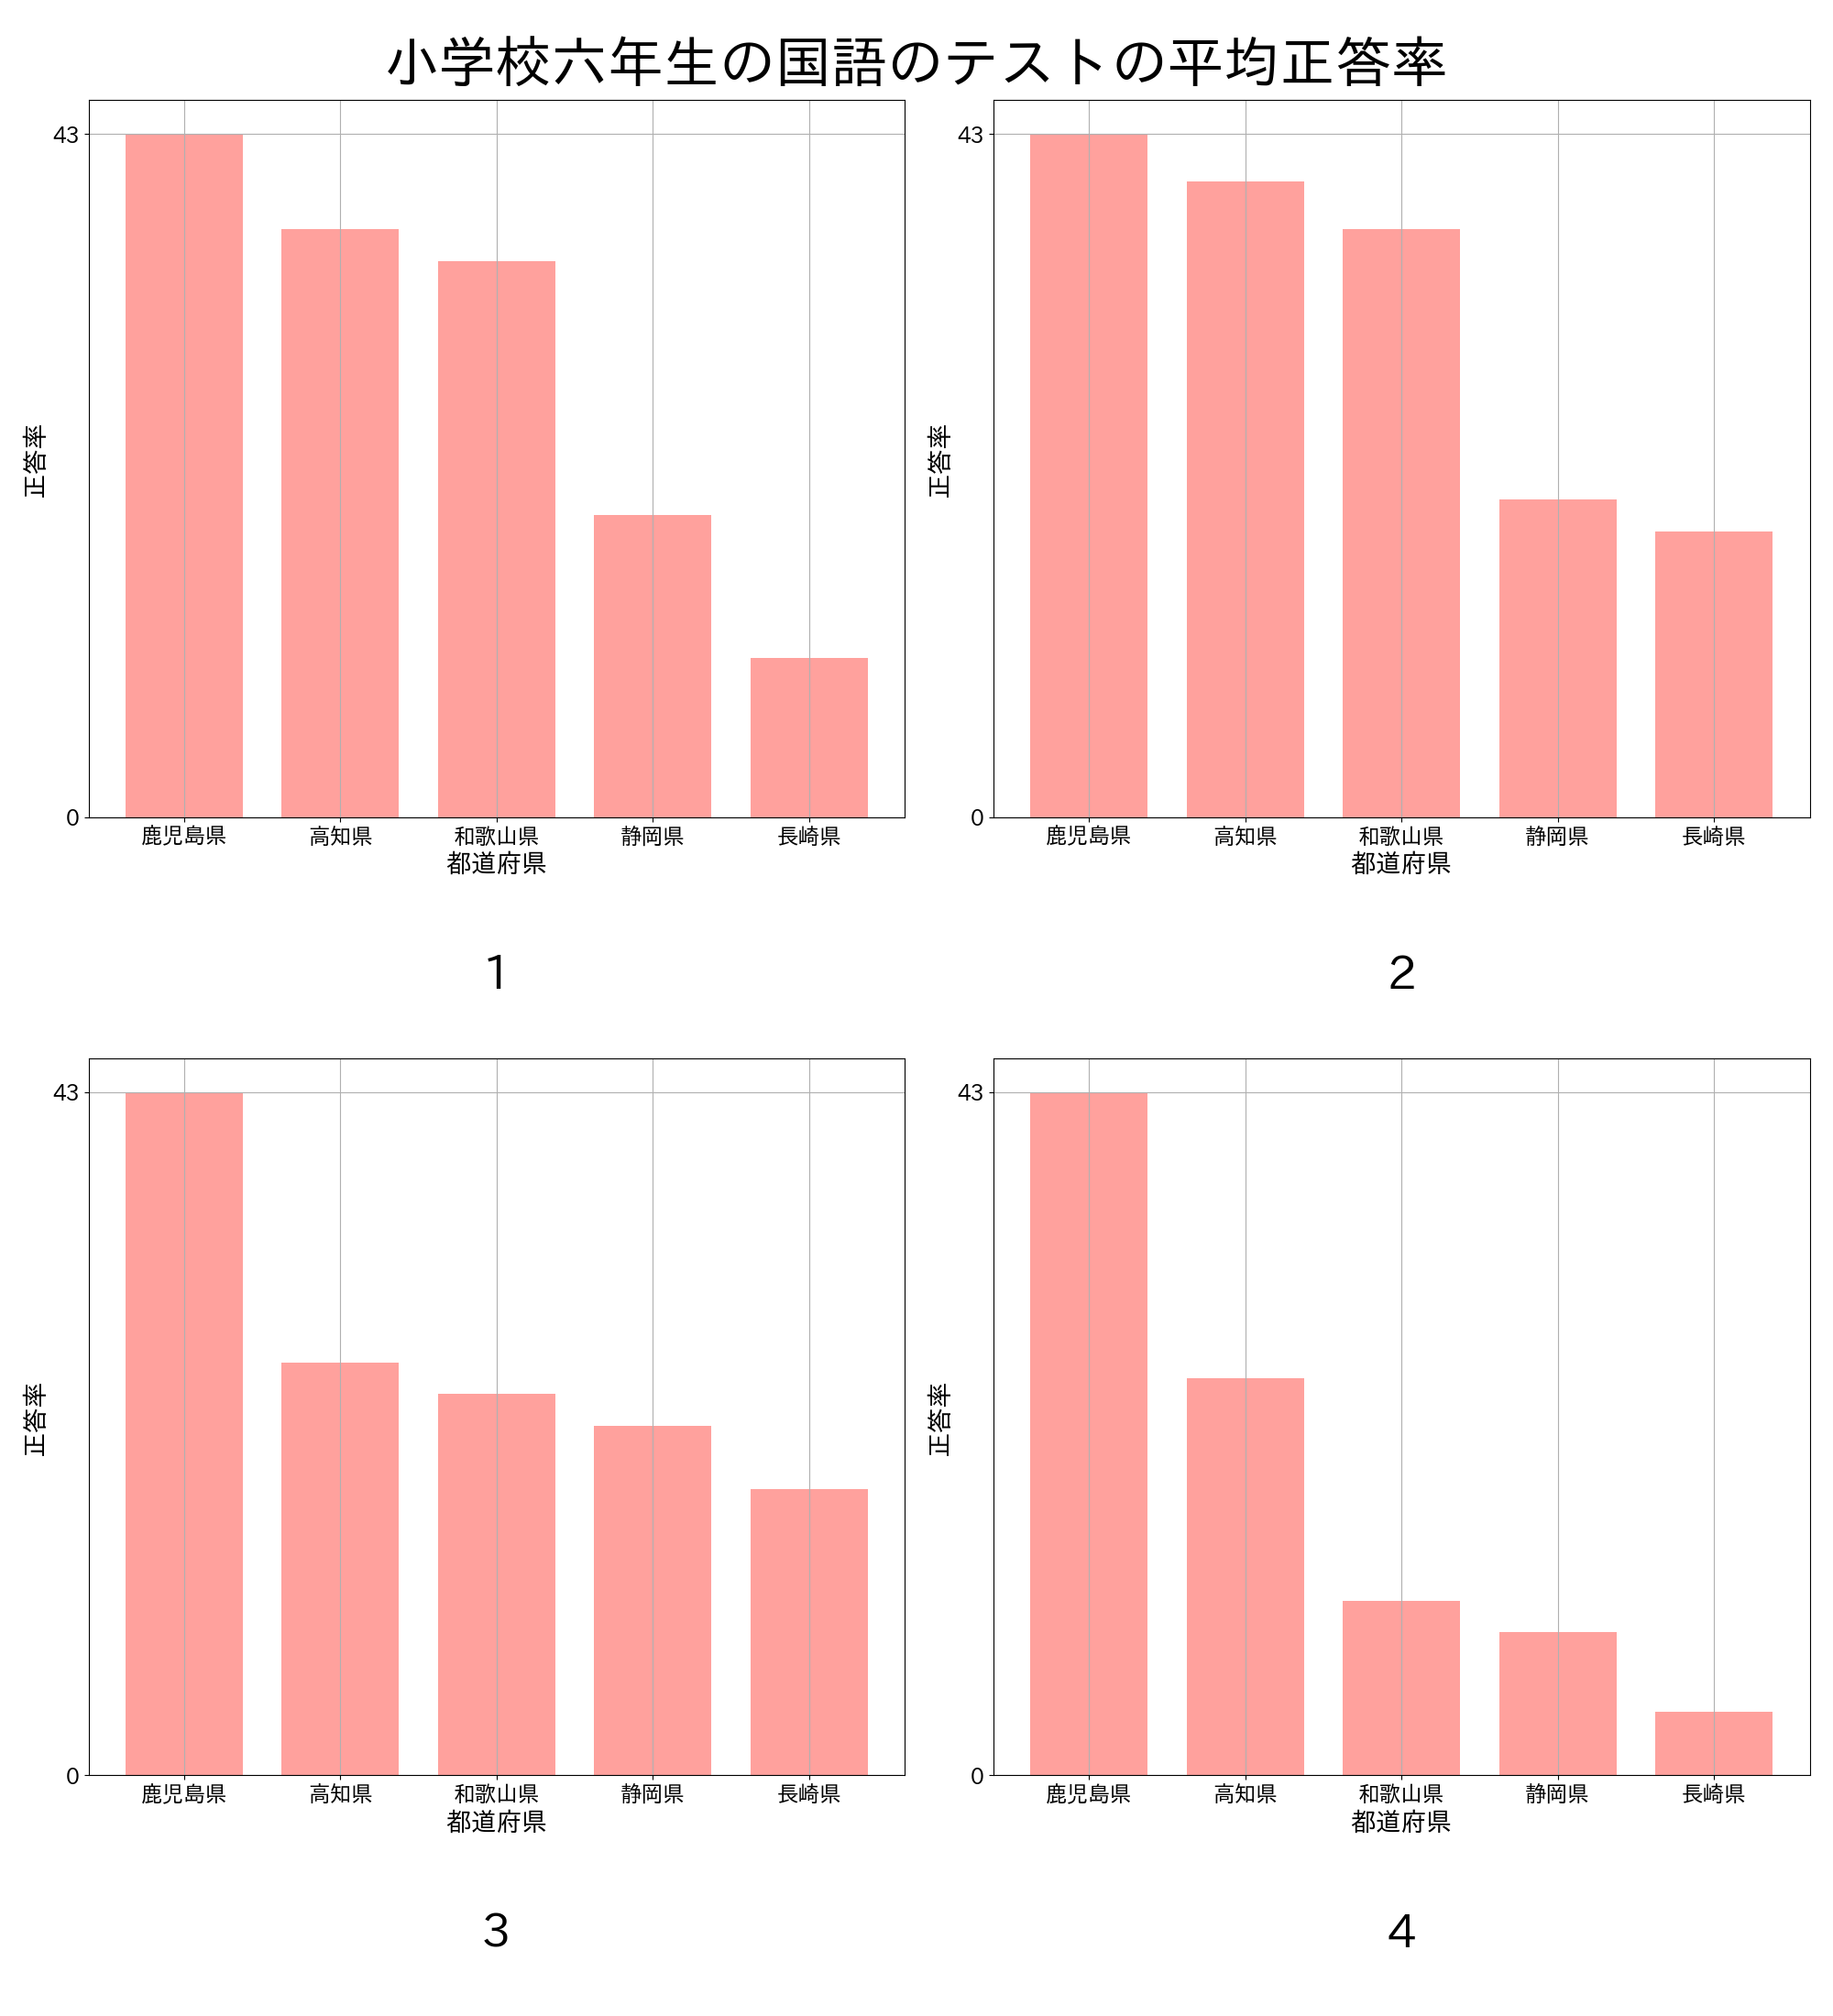 小学校六年生の国語のテストの平均正答率
43
0
正答率
鹿児島県 高知県 和歌山県 静岡県 長崎県
都道府県
1
43
0
正答率
鹿児島県 高知県 和歌山県 静岡県 長崎県
都道府県
2
43
0
正答率
鹿児島県 高知県 和歌山県 静岡県 長崎県
都道府県
3
43
0
正答率
鹿児島県 高知県 和歌山県 静岡県 長崎県
都道府県
4